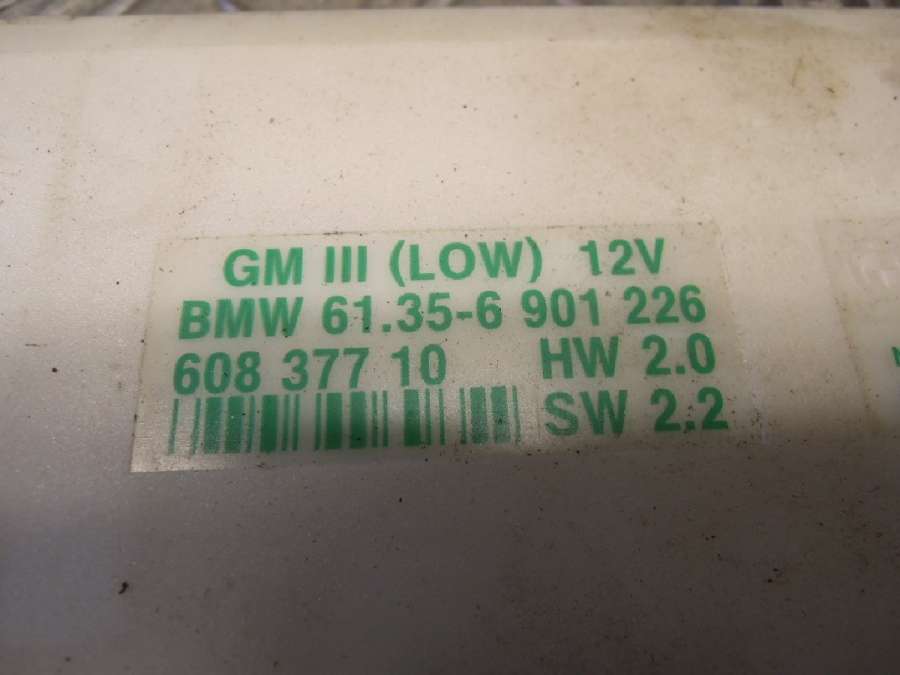 GM III (LOW) 12V
BMW 61.35-6 901 226
608 377 10 HW 2.0
SW 2.2